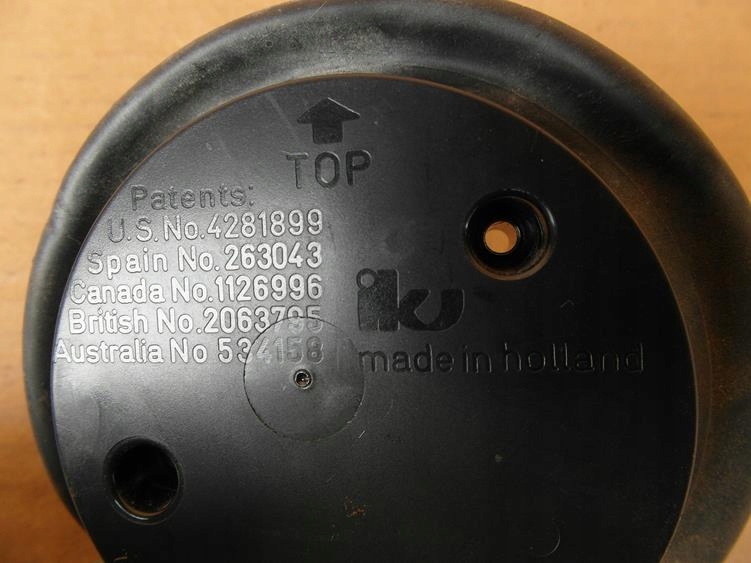 TOP
Patents:
U.S. No. 4281899
Spain No. 263043
Canada No. 1126996
British No. 2063795
Australia No 534158
iku
made in holland